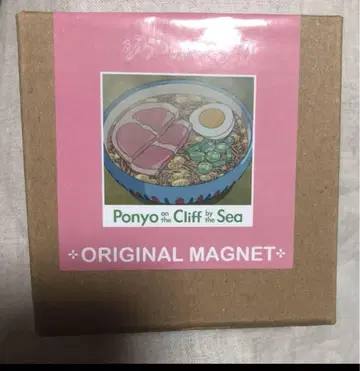 Ponyo on the Cliff by the Sea
ORIGINAL MAGNET